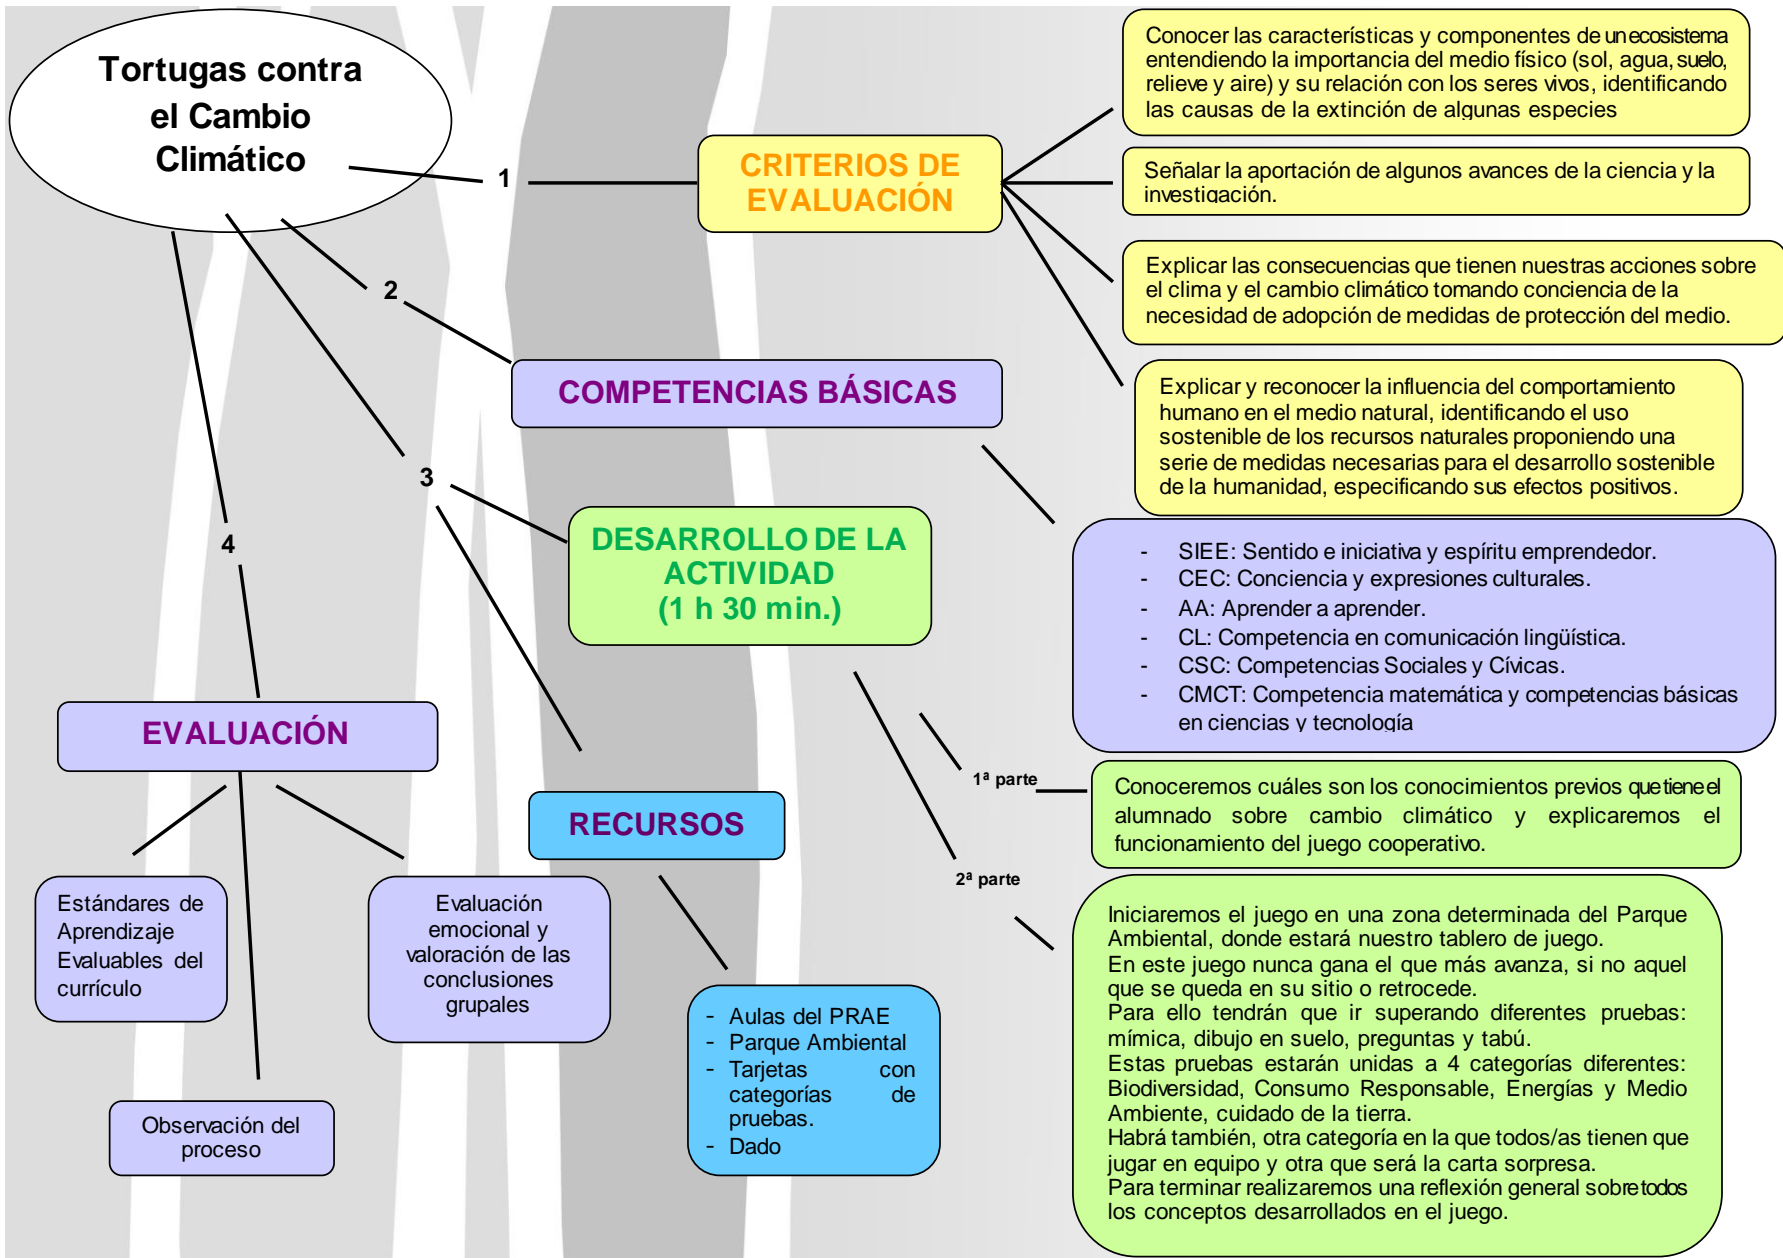 Tortugas contra
el Cambio
Climático
1
CRITERIOS DE
EVALUACIÓN
Conocer las características y componentes de un ecosistema
entendiendo la importancia del medio físico (sol, agua, suelo,
relieve y aire) y su relación con los seres vivos, identificando
las causas de la extinción de algunas especies
Señalar la aportación de algunos avances de la ciencia y la
investigación.
Explicar las consecuencias que tienen nuestras acciones sobre
el clima y el cambio climático tomando conciencia de la
necesidad de adopción de medidas de protección del medio.
Explicar y reconocer la influencia del comportamiento
humano en el medio natural, identificando el uso
sostenible de los recursos naturales proponiendo una
serie de medidas necesarias para el desarrollo sostenible
de la humanidad, especificando sus efectos positivos.
2
COMPETENCIAS BÁSICAS
- SIEE: Sentido e iniciativa y espíritu emprendedor.
- CEC: Conciencia y expresiones culturales.
- AA: Aprender a aprender.
- CL: Competencia en comunicación lingüística.
- CSC: Competencias Sociales y Cívicas.
- CMCT: Competencia matemática y competencias básicas
en ciencias y tecnología
3
DESARROLLO DE LA
ACTIVIDAD
(1 h 30 min.)
1ª parte
Conoceremos cuáles son los conocimientos previos que tiene el
alumnado sobre cambio climático y explicaremos el
funcionamiento del juego cooperativo.
2ª parte
Iniciaremos el juego en una zona determinada del Parque
Ambiental, donde estará nuestro tablero de juego.
En este juego nunca gana el que más avanza, si no aquel
que se queda en su sitio o retrocede.
Para ello tendrán que ir superando diferentes pruebas:
mímica, dibujo en suelo, preguntas y tabú.
Estas pruebas estarán unidas a 4 categorías diferentes:
Biodiversidad, Consumo Responsable, Energías y Medio
Ambiente, cuidado de la tierra.
Habrá también, otra categoría en la que todos/as tienen que
jugar en equipo y otra que será la carta sorpresa.
Para terminar realizaremos una reflexión general sobre todos
los conceptos desarrollados en el juego.
RECURSOS
- Aulas del PRAE
- Parque Ambiental
- Tarjetas con
categorías de
pruebas.
- Dado
4
EVALUACIÓN
Estándares de
Aprendizaje
Evaluables del
currículo
Evaluación
emocional y
valoración de las
conclusiones
grupales
Observación del
proceso